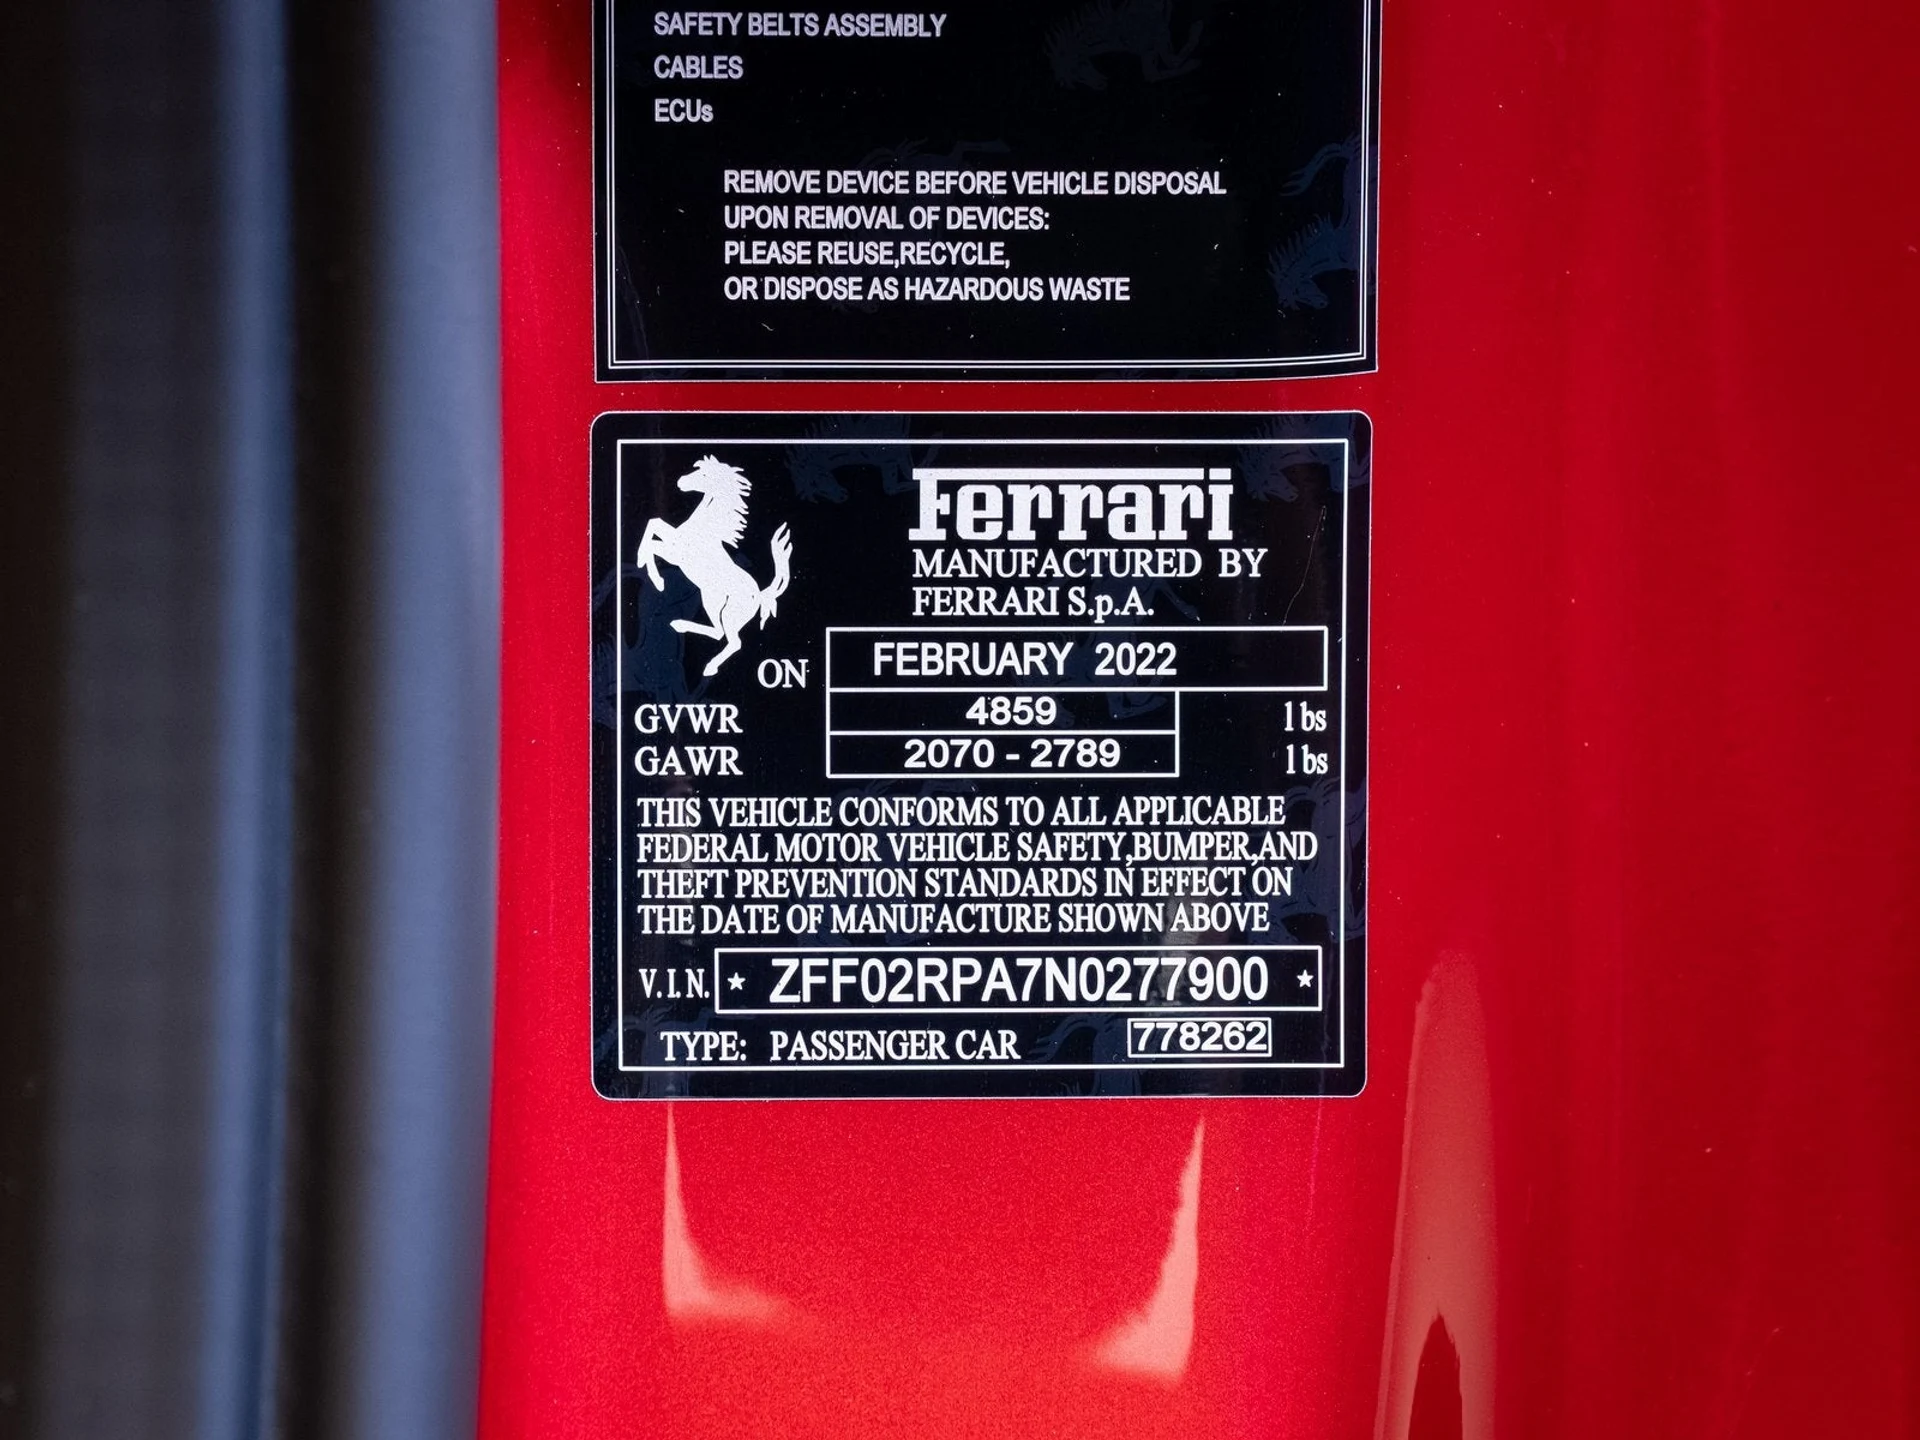 SAFETY BELTS ASSEMBLY
CABLES
ECUs
REMOVE DEVICE BEFORE VEHICLE DISPOSAL
UPON REMOVAL OF DEVICES:
PLEASE REUSE,RECYCLE,
OR DISPOSE AS HAZARDOUS WASTE
Ferrari
MANUFACTURED BY
FERRARI S.p.A.
ON FEBRUARY 2022
GVWR 4859 lbs
GAWR 2070 - 2789 lbs
THIS VEHICLE CONFORMS TO ALL APPLICABLE
FEDERAL MOTOR VEHICLE SAFETY,BUMPER,AND
THEFT PREVENTION STANDARDS IN EFFECT ON
THE DATE OF MANUFACTURE SHOWN ABOVE
V.I.N. ★ ZFF02RPA7N0277900 ★
TYPE: PASSENGER CAR 778262